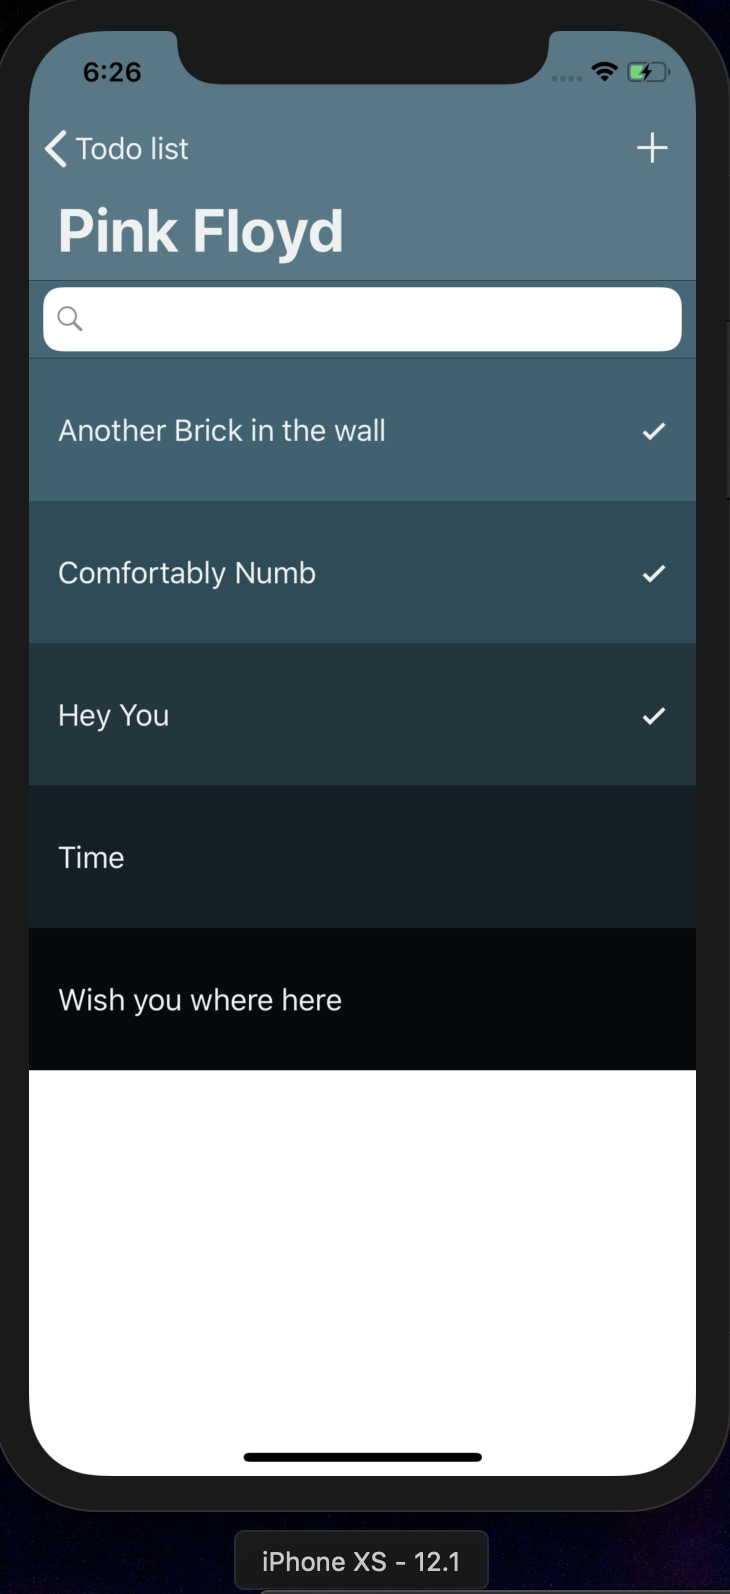 6:26
Todo list
Pink Floyd
Another Brick in the wall
Comfortably Numb
Hey You
Time
Wish you where here
iPhone XS - 12.1